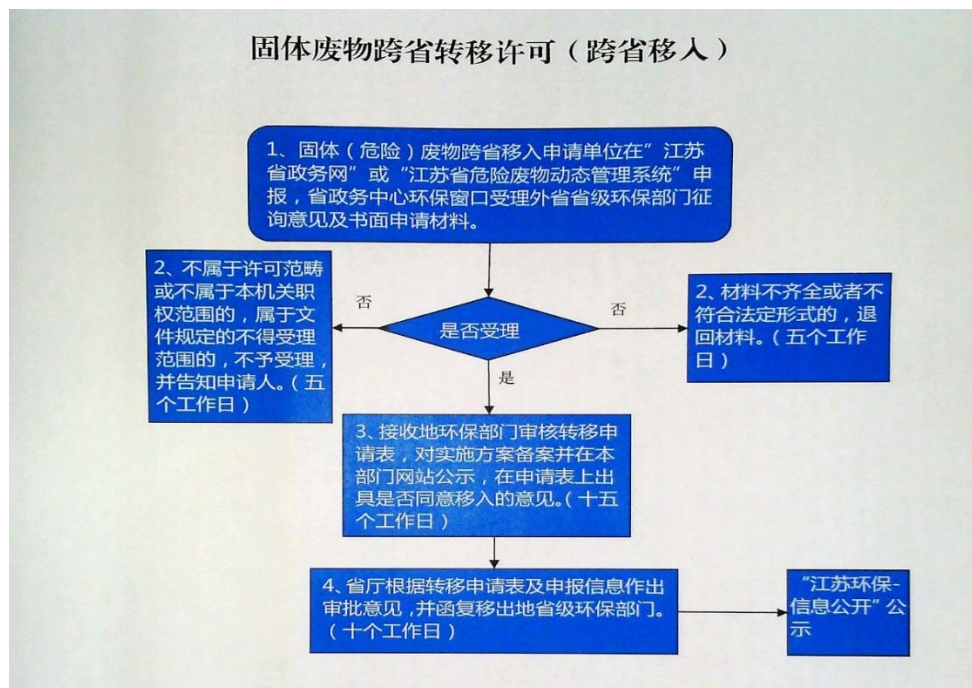 固体废物跨省转移许可（跨省移入）
1、固体（危险）废物跨省移入申请单位在”江苏
省政务网”或“江苏省危险废物动态管理系统”申
报，省政务中心环保窗口受理外省省级环保部门征
询意见及书面申请材料。
2、不属于许可范畴
或不属于本机关职
权范围的，属于文
件规定的不得受理
范围的，不予受理，
并告知申请人。（五
个工作日）
否
是否受理
否
2、材料不齐全或者不
符合法定形式的，退
回材料。（五个工作
日）
是
3、接收地环保部门审核转移申
请表，对实施方案备案并在本
部门网站公示，在申请表上出
具是否同意移入的意见。（十五
个工作日）
4、省厅根据转移申请表及申报信息作出
审批意见，并函复移出地省级环保部门。
（十个工作日）
“江苏环保-
信息公开”公
示